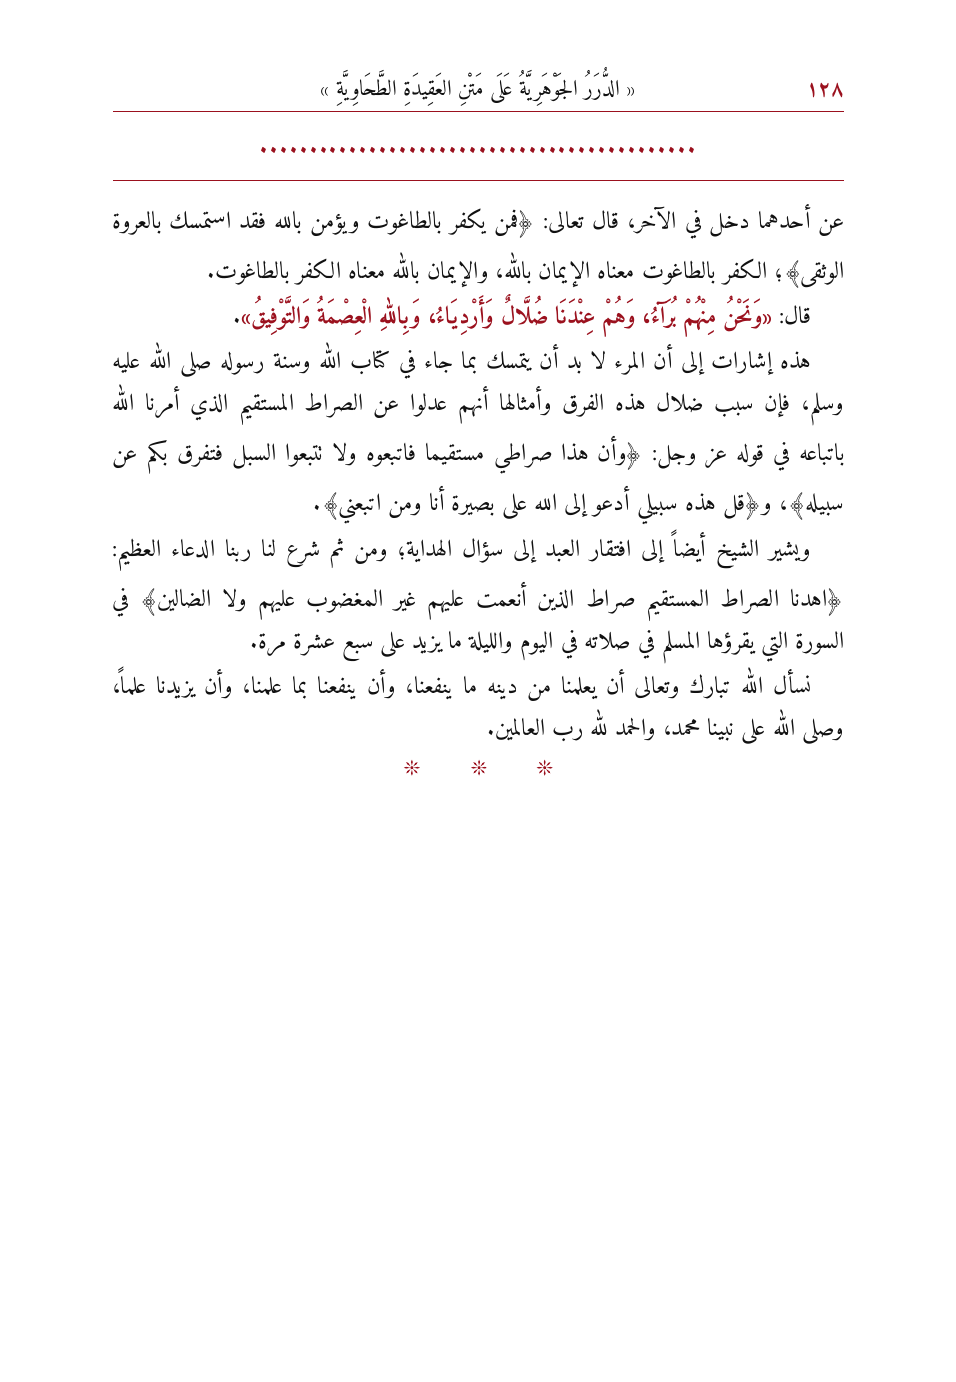 ١٢٨
« الدُّرَرُ الجَوْهَرِيَّةُ عَلَى مَتْنِ العَقِيدَةِ الطَّحَاوِيَّةِ »
عن أحدهما دخل في الآخر، قال تعالى: ﴿فمن يكفر بالطاغوت ويؤمن بالله فقد استمسك بالعروة
الوثقى﴾؛ الكفر بالطاغوت معناه الإيمان بالله، والإيمان بالله معناه الكفر بالطاغوت.
قال: «وَنَحْنُ مِنْهُمْ بُرَآءُ، وَهُمْ عِنْدَنَا ضُلَّالٌ وَأَرْدِيَاءُ، وَبِاللهِ الْعِصْمَةُ وَالتَّوْفِيقُ».
هذه إشارات إلى أن المرء لا بد أن يتمسك بما جاء في كتاب الله وسنة رسوله صلى الله عليه
وسلم، فإن سبب ضلال هذه الفرق وأمثالها أنهم عدلوا عن الصراط المستقيم الذي أمرنا الله
باتباعه في قوله عز وجل: ﴿وأن هذا صراطي مستقيما فاتبعوه ولا تتبعوا السبل فتفرق بكم عن
سبيله﴾، و﴿قل هذه سبيلي أدعو إلى الله على بصيرة أنا ومن اتبعني﴾.
ويشير الشيخ أيضاً إلى افتقار العبد إلى سؤال الهداية؛ ومن ثم شرع لنا ربنا الدعاء العظيم:
﴿اهدنا الصراط المستقيم صراط الذين أنعمت عليهم غير المغضوب عليهم ولا الضالين﴾ في
السورة التي يقرؤها المسلم في صلاته في اليوم والليلة ما يزيد على سبع عشرة مرة.
نسأل الله تبارك وتعالى أن يعلمنا من دينه ما ينفعنا، وأن ينفعنا بما علمنا، وأن يزيدنا علماً،
وصلى الله على نبينا محمد، والحمد لله رب العالمين.